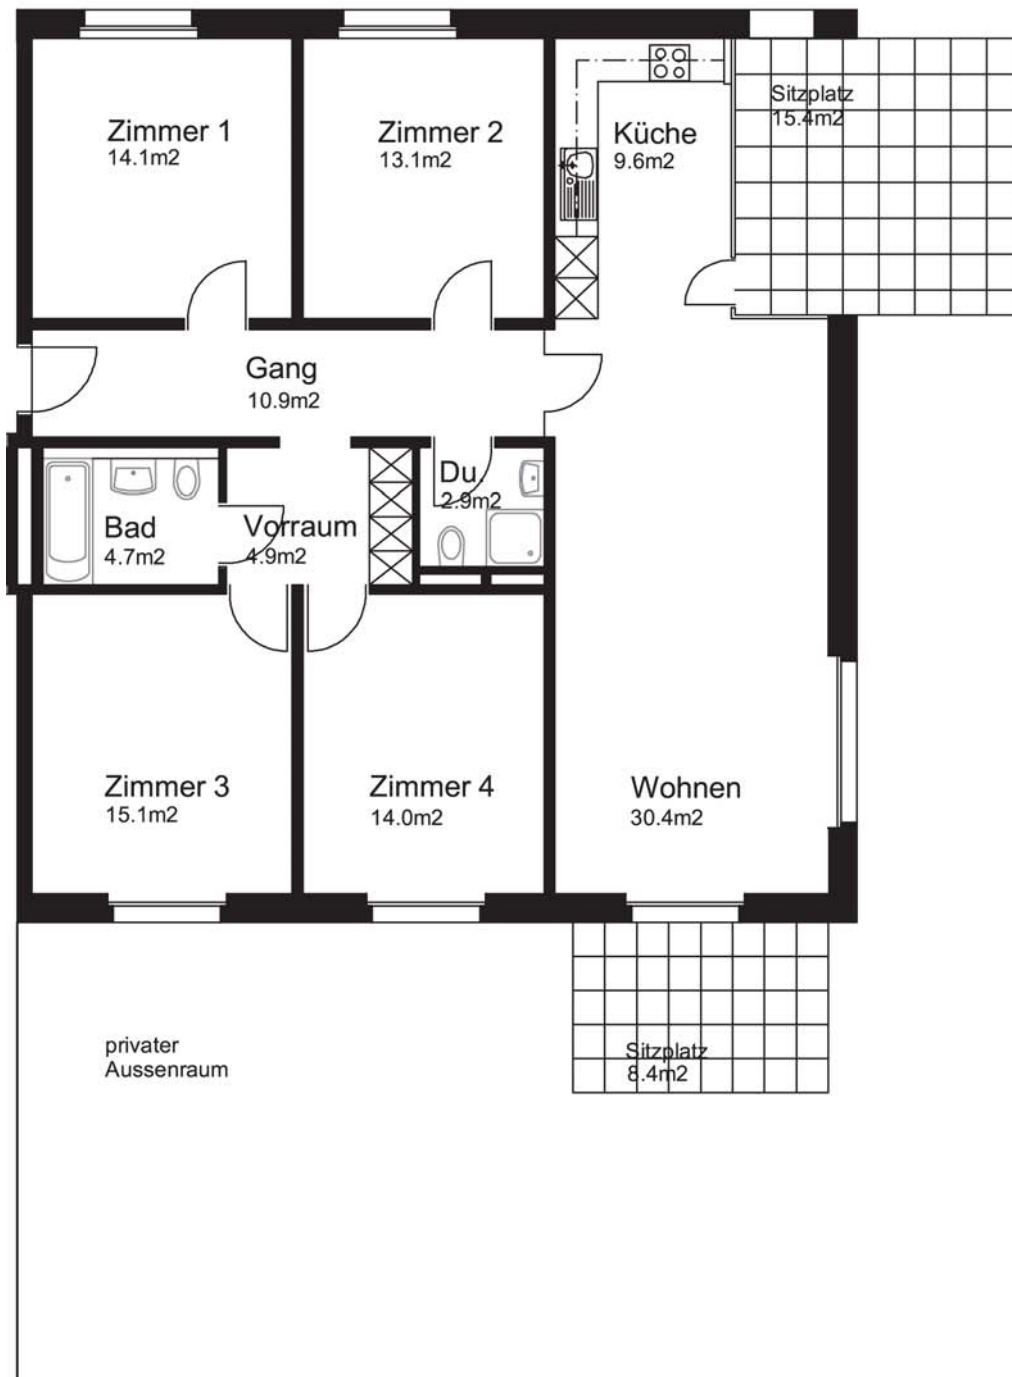 Zimmer 1
14.1m2
Zimmer 2
13.1m2
Küche
9.6m2
Sitzplatz
15.4m2
Gang
10.9m2
Bad
4.7m2
Vorraum
4.9m2
Du.
2.9m2
Zimmer 3
15.1m2
Zimmer 4
14.0m2
Wohnen
30.4m2
privater
Aussenraum
Sitzplatz
8.4m2